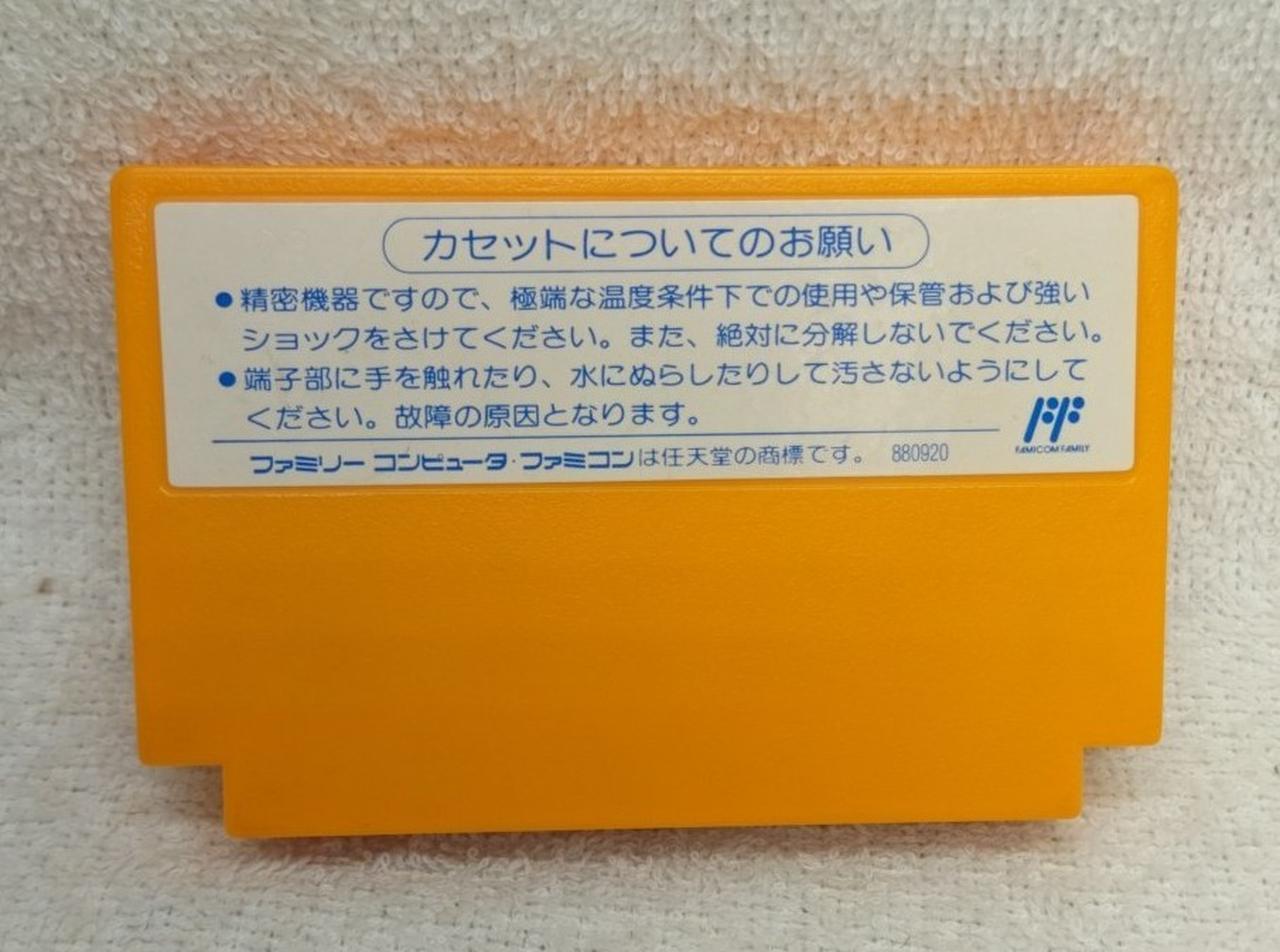 カセットについてのお願い
●精密機器ですので、極端な温度条件下での使用や保管および強い
ショックをさけてください。また、絶対に分解しないでください。
●端子部に手を触れたり、水にぬらしたりして汚さないようにして
ください。故障の原因となります。
FAMICOM FAMILY
ファミリー コンピュータ・ファミコンは任天堂の商標です。 880920